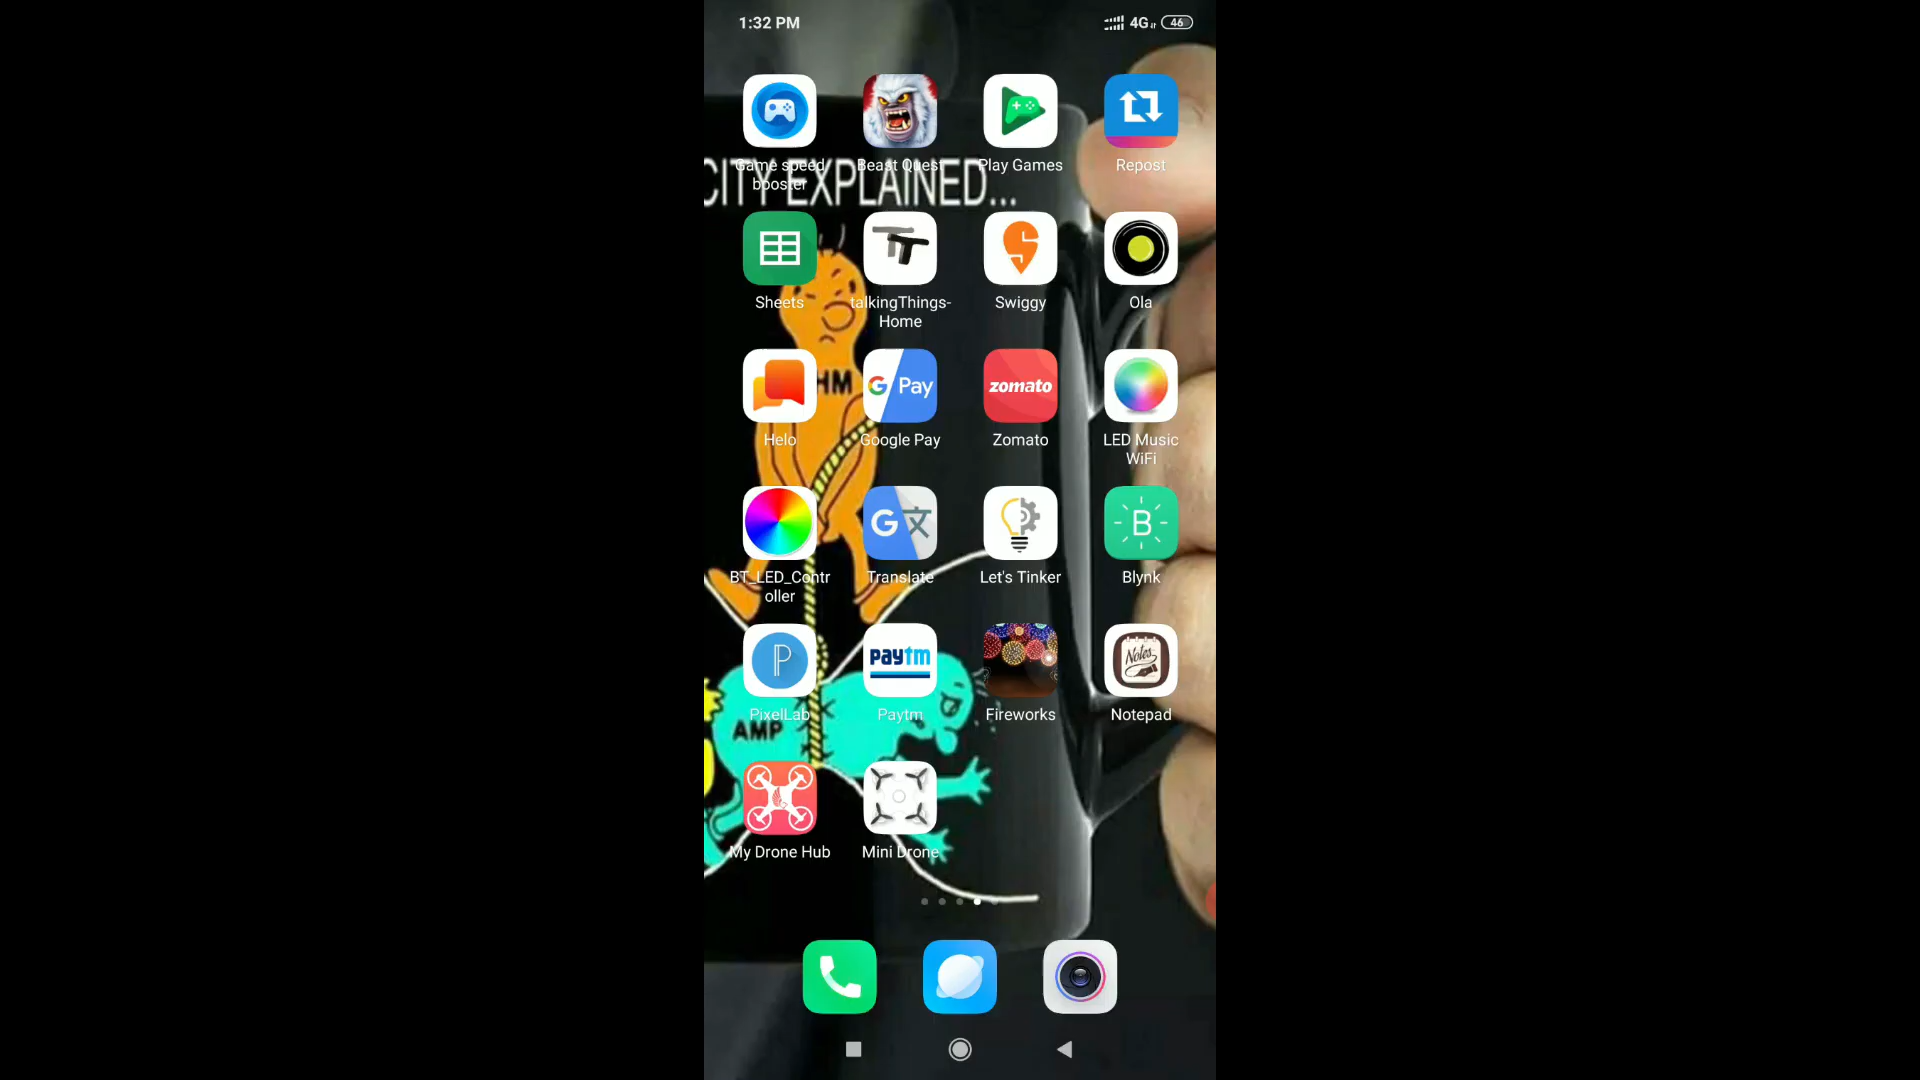 1:32 PM
4G 46
Game speed
booster
Beast Quest
Play Games
Repost
CITY EXPLAINED...
Sheets
talkingThings-
Home
Swiggy
Ola
HM
G Pay
zomato
Helo
Google Pay
Zomato
LED Music
WiFi
G文
B
BT_LED_Contr
oller
Translate
Let's Tinker
Blynk
P
paytm
Notes
PixelLab
Paytm
Fireworks
Notepad
AMP
My Drone Hub
Mini Drone